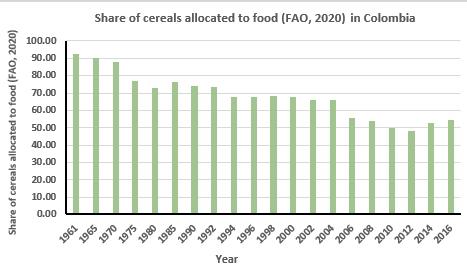 Share of cereals allocated to food (FAO, 2020) in Colombia
Share of cereals allocated to food (FAO, 2020)
100.00
90.00
80.00
70.00
60.00
50.00
40.00
30.00
20.00
10.00
0.00
1961 1965 1970 1975 1980 1985 1990 1992 1994 1996 1998 2000 2002 2004 2006 2008 2010 2012 2014 2016
Year